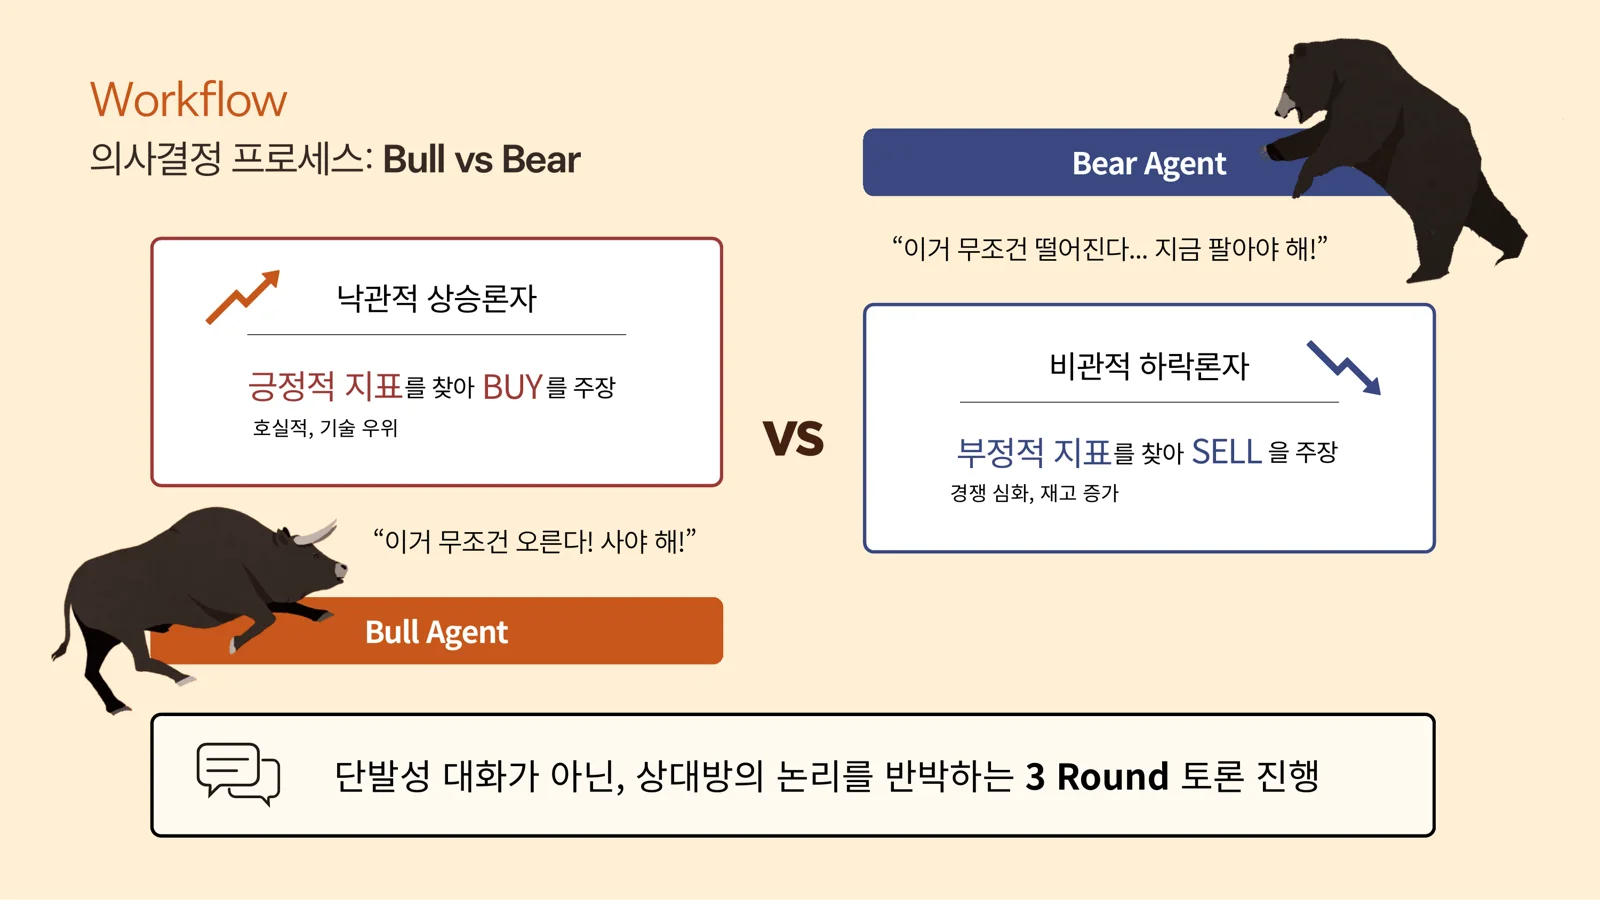 Workflow
의사결정 프로세스: Bull vs Bear
낙관적 상승론자
긍정적 지표를 찾아 BUY를 주장
호실적, 기술 우위
“이거 무조건 오른다! 사야 해!”
Bull Agent
VS
Bear Agent
“이거 무조건 떨어진다... 지금 팔아야 해!”
비관적 하락론자
부정적 지표를 찾아 SELL을 주장
경쟁 심화, 재고 증가
단발성 대화가 아닌, 상대방의 논리를 반박하는 3 Round 토론 진행